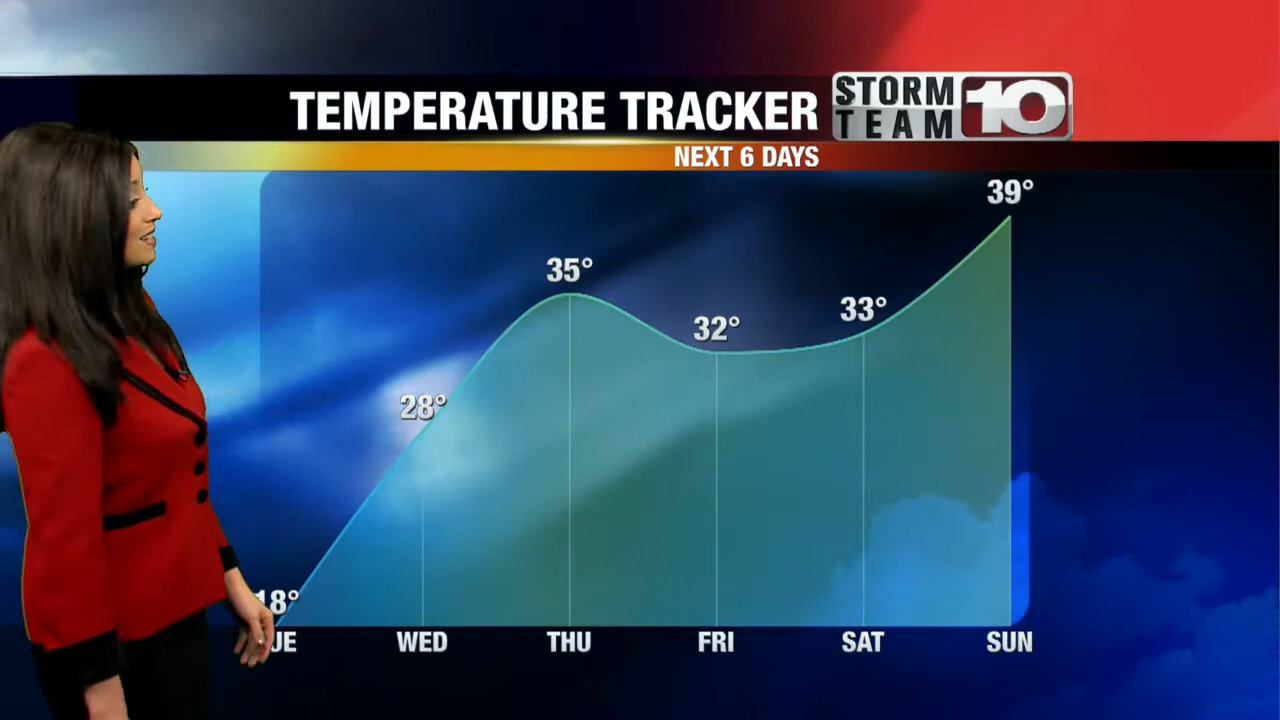 TEMPERATURE TRACKER
STORM TEAM 10
NEXT 6 DAYS
39°
35°
33°
32°
28°
18°
UE WED THU FRI SAT SUN